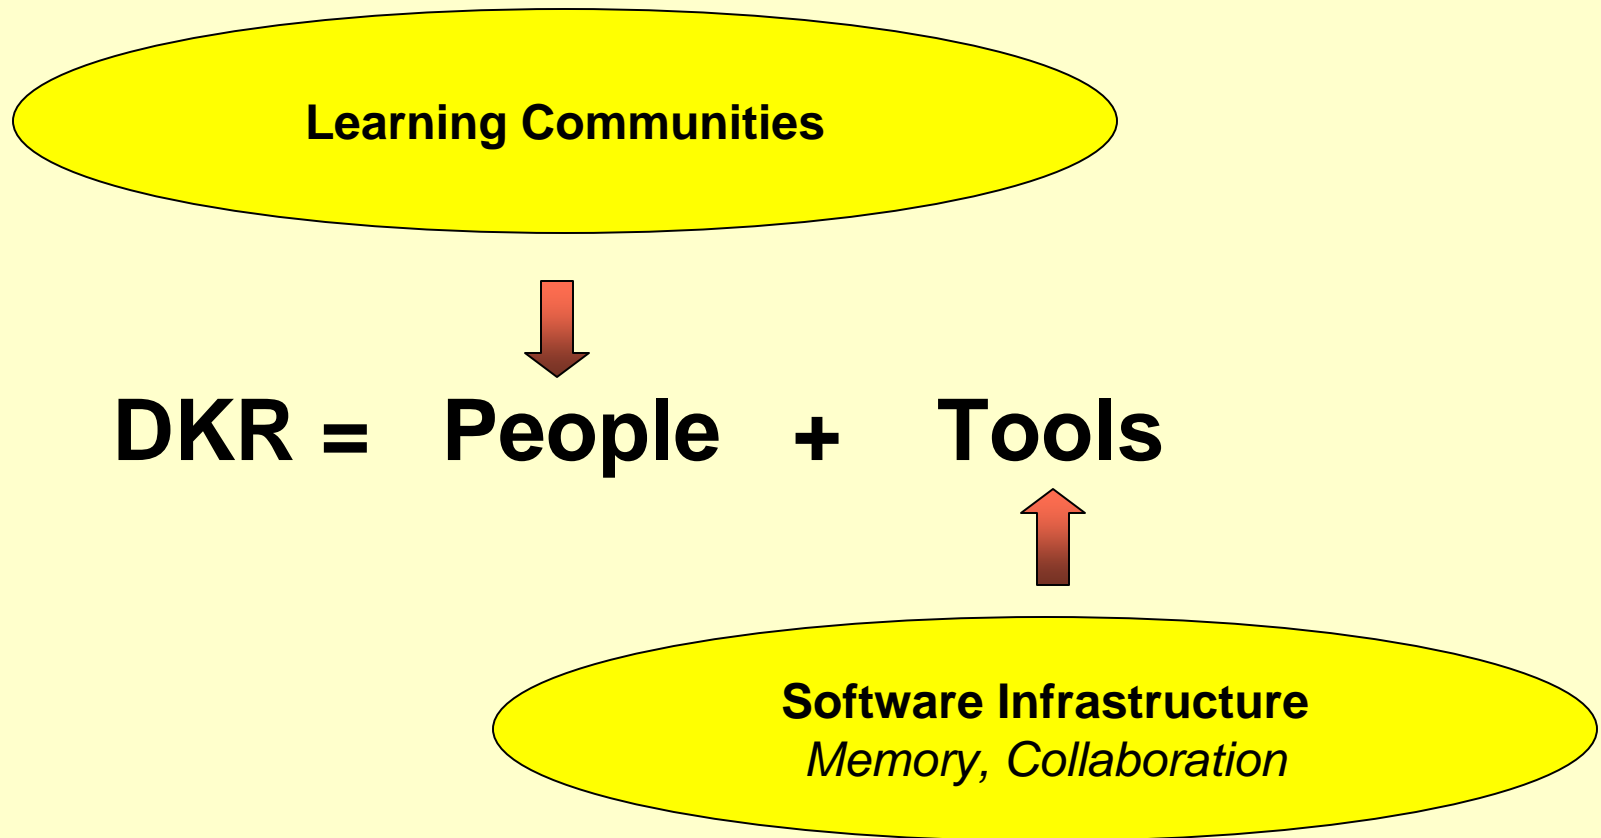 Learning Communities
DKR = People + Tools
Software Infrastructure
Memory, Collaboration